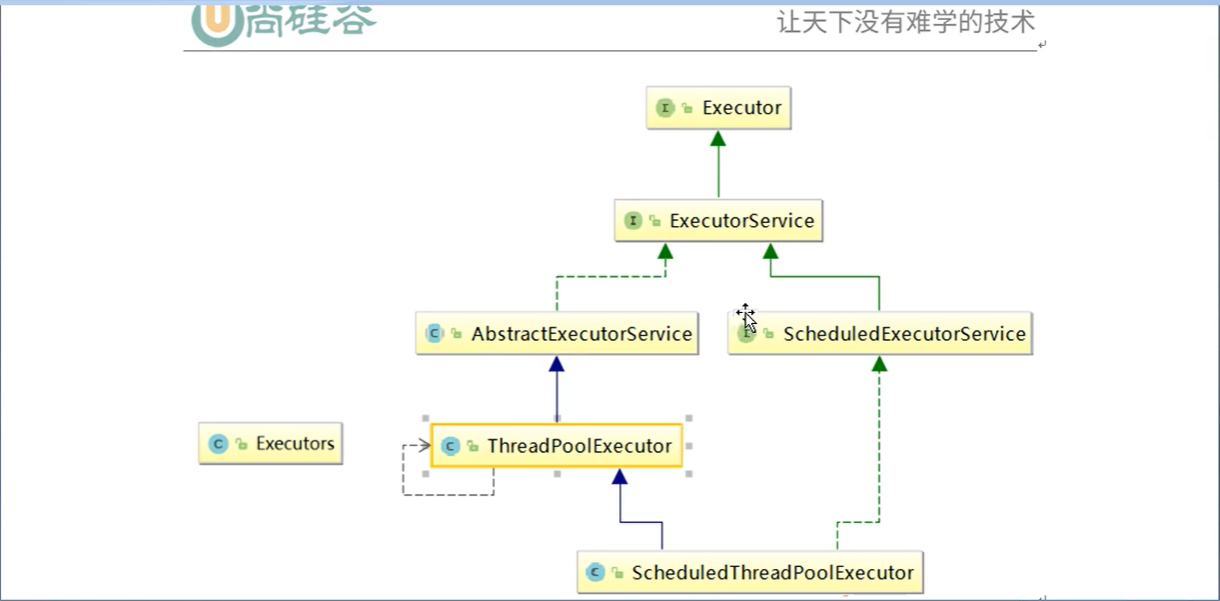 尚硅谷
让天下没有难学的技术
I Executor
I ExecutorService
C AbstractExecutorService
I ScheduledExecutorService
C Executors
C ThreadPoolExecutor
C ScheduledThreadPoolExecutor